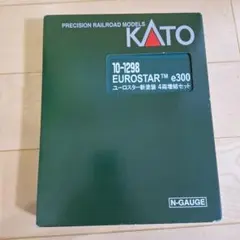 PRECISION RAILROAD MODELS
KATO
10-1298
EUROSTAR™ e300
ユーロスター新塗装 4両増結セット
N-GAUGE